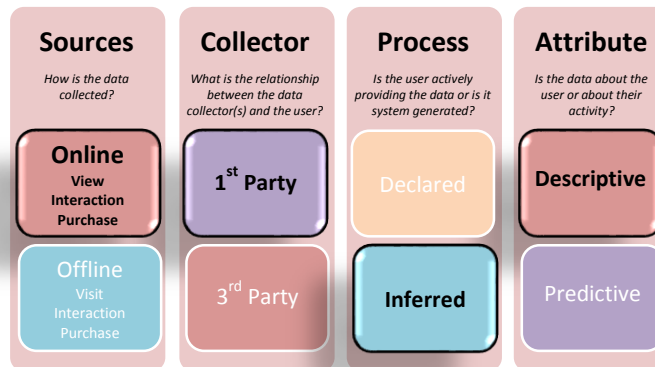 Sources
How is the data
collected?
Online
View
Interaction
Purchase
Offline
Visit
Interaction
Purchase
Collector
What is the relationship
between the data
collector(s) and the user?
1st Party
3rd Party
Process
Is the user actively
providing the data or is it
system generated?
Declared
Inferred
Attribute
Is the data about the
user or about their
activity?
Descriptive
Predictive